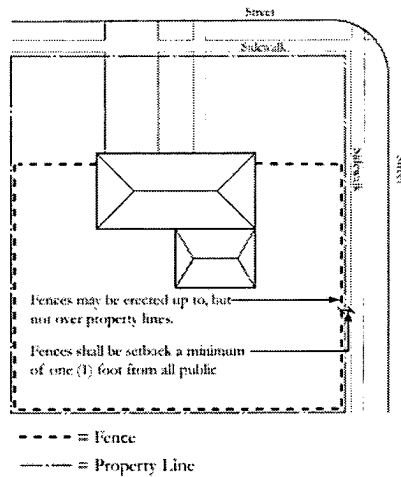 Street
Sidewalk
Sidewalk
Street
Fences may be erected up to, but
not over property lines.
Fences shall be setback a minimum
of one (1) foot from all public
= Fence
= Property Line